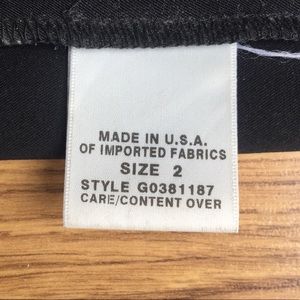 MADE IN U.S.A.
OF IMPORTED FABRICS
SIZE 2
STYLE G0381187
CARE/CONTENT OVER